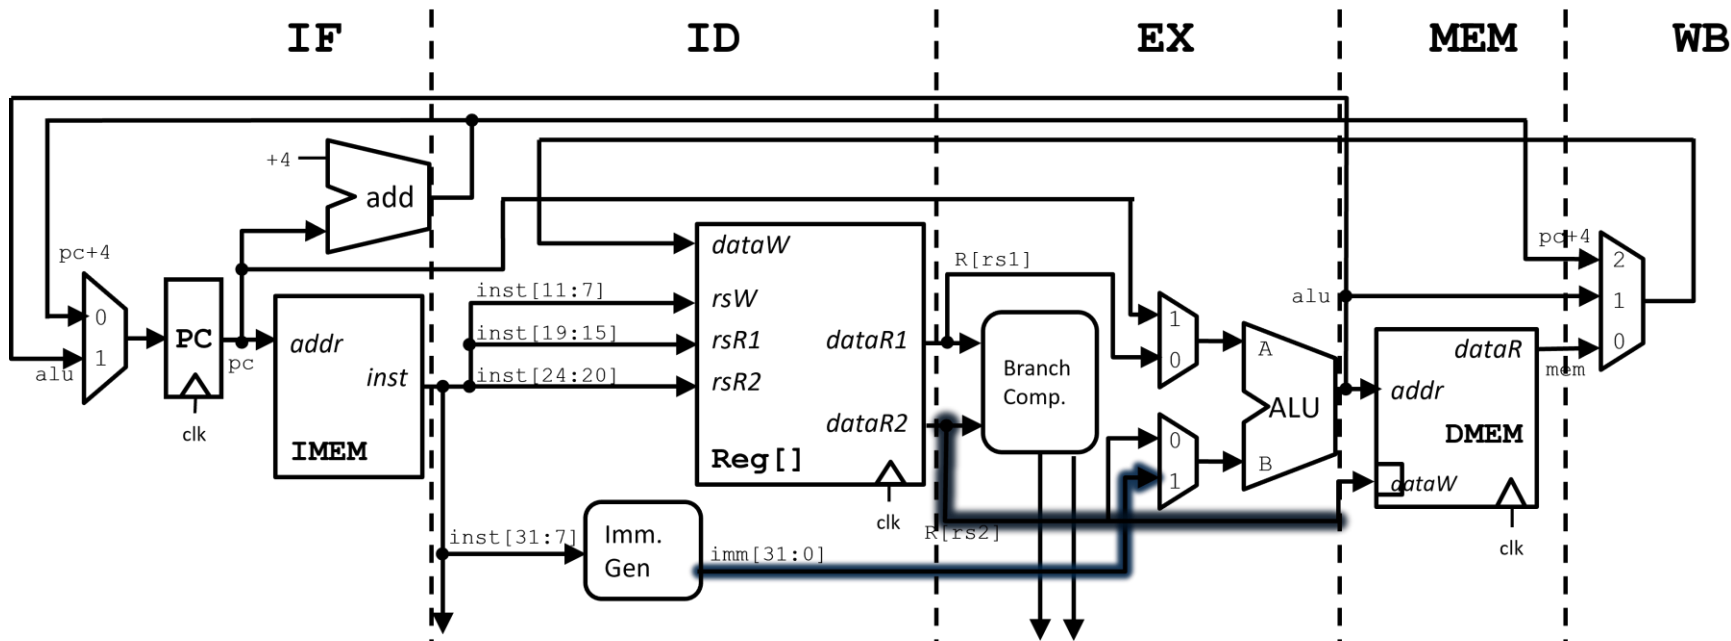 IF
ID
EX
MEM
WB
+4
add
pc+4
0
1
alu
PC
clk
pc
addr
inst
IMEM
inst[11:7]
inst[19:15]
inst[24:20]
inst[31:7]
dataW
rsW
rsR1
rsR2
dataR1
dataR2
Reg[]
clk
Imm.
Gen
imm[31:0]
R[rs1]
R[rs2]
Branch
Comp.
1
0
0
1
A
B
ALU
alu
pc+4
2
1
0
mem
dataR
addr
DMEM
dataW
clk